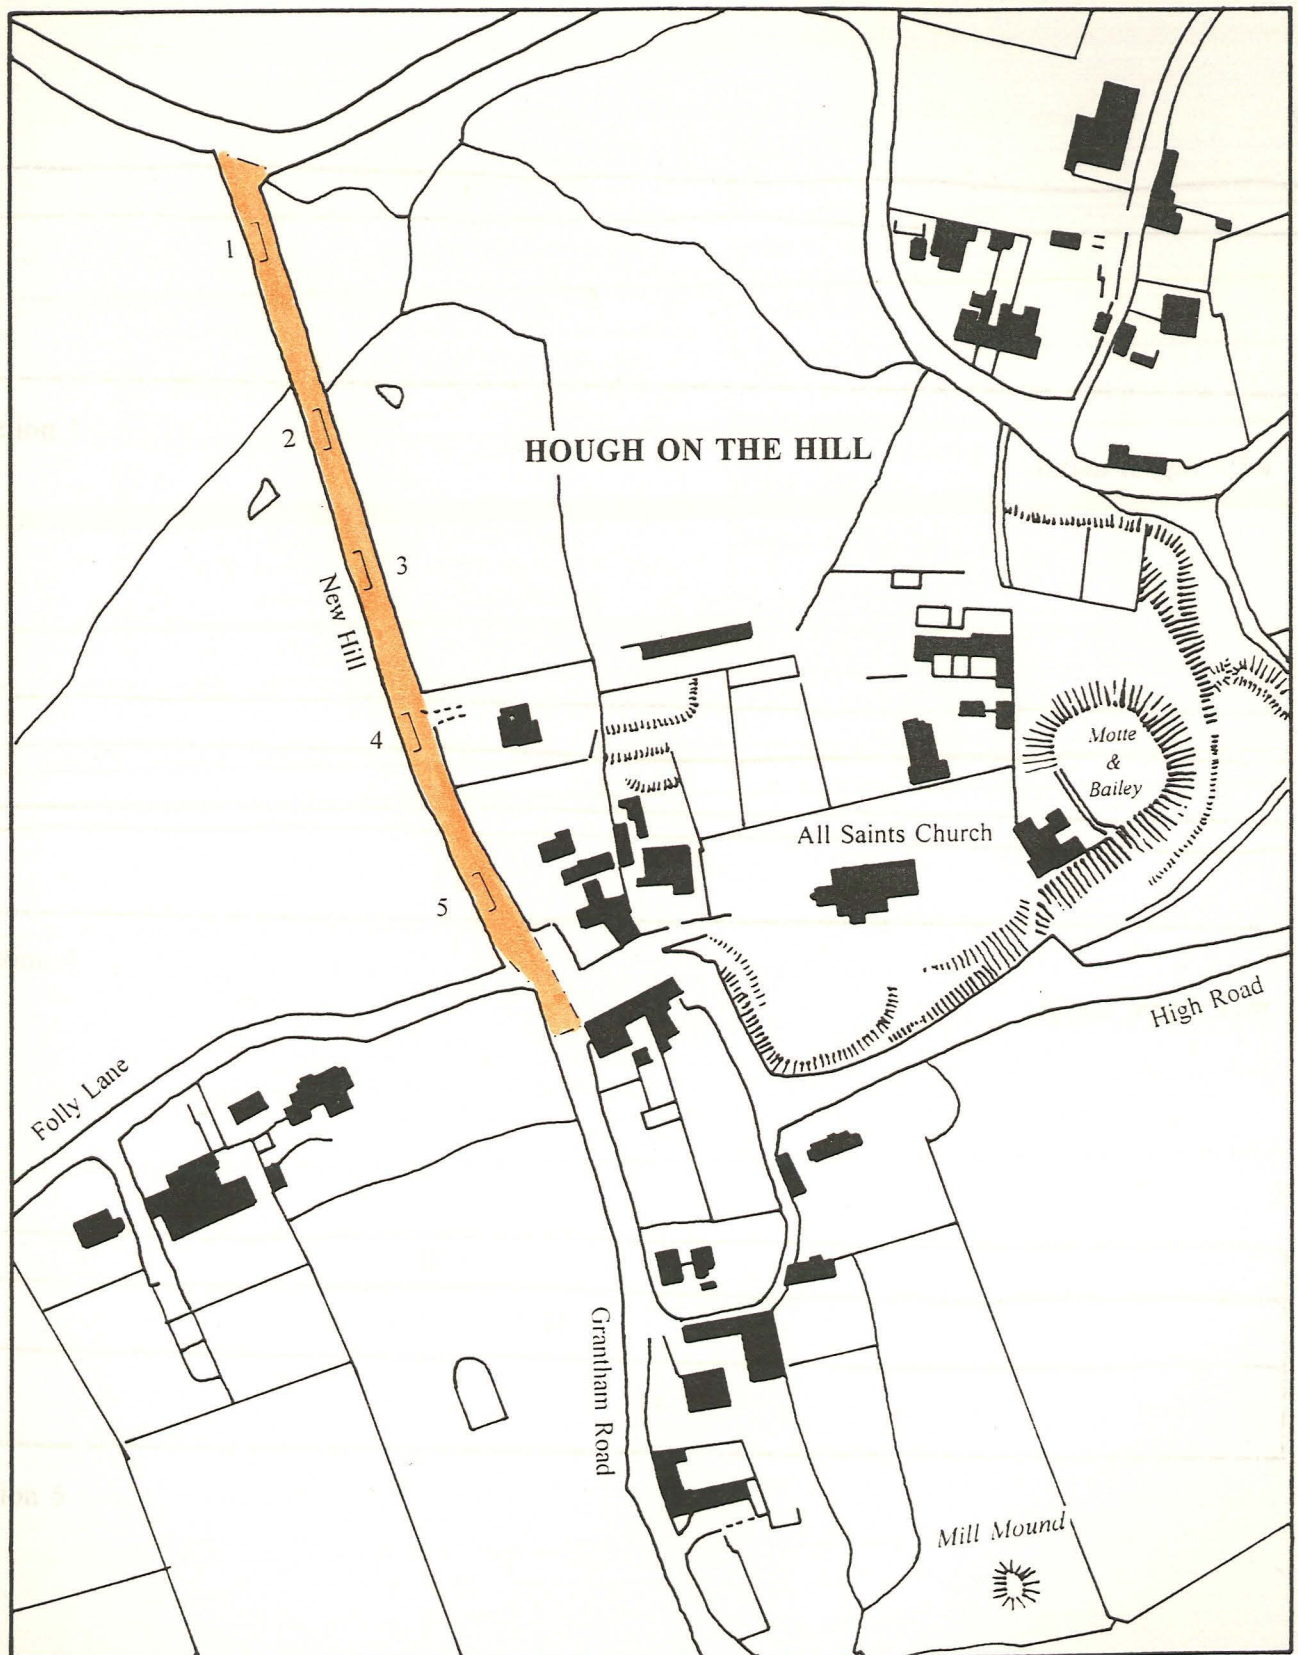 1
2
HOUGH ON THE HILL
3
New Hill
4
Motte
&
Bailey
All Saints Church
5
High Road
Folly Lane
Grantham Road
Mill Mound